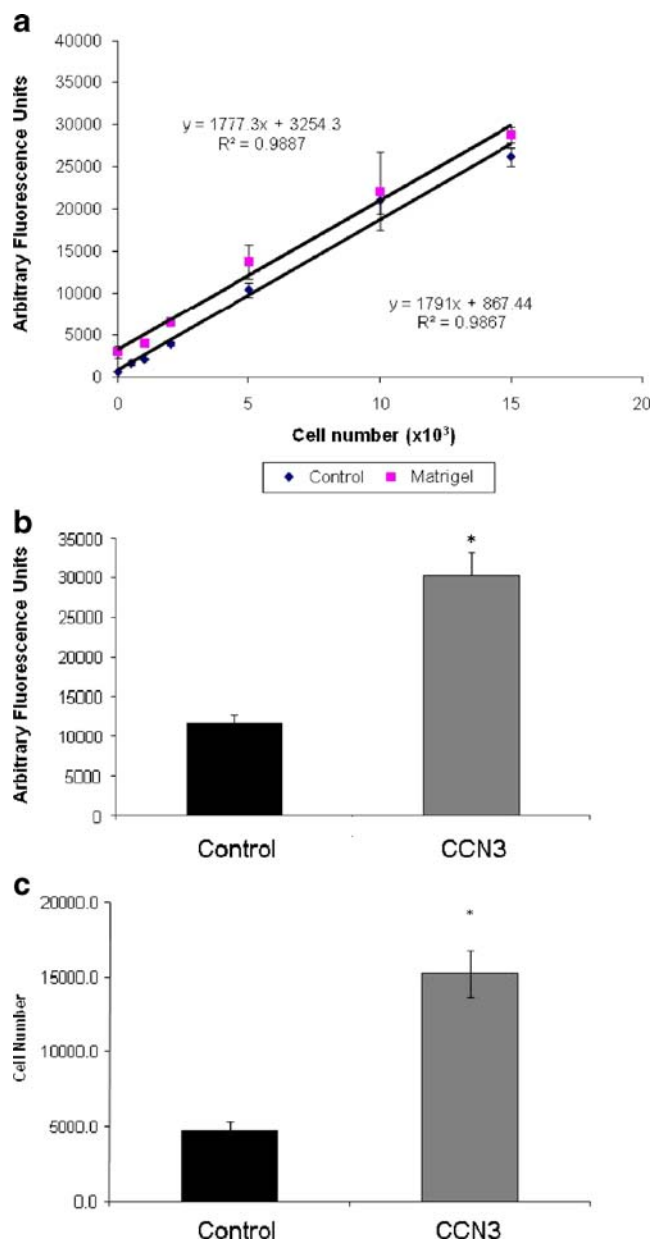 a
40000
35000
30000
25000
20000
15000
10000
5000
0
Arbitrary Fluorescence Units
y = 1777.3x + 3254.3
R² = 0.9887
y = 1791x + 867.44
R² = 0.9867
0 5 10 15 20
Cell number (x10³)
Control Matrigel
b
35000
30000
25000
20000
15000
10000
5000
0
Arbitrary Fluorescence Units
*
Control CCN3
c
20000.0
15000.0
10000.0
5000.0
0.0
Cell Number
*
Control CCN3